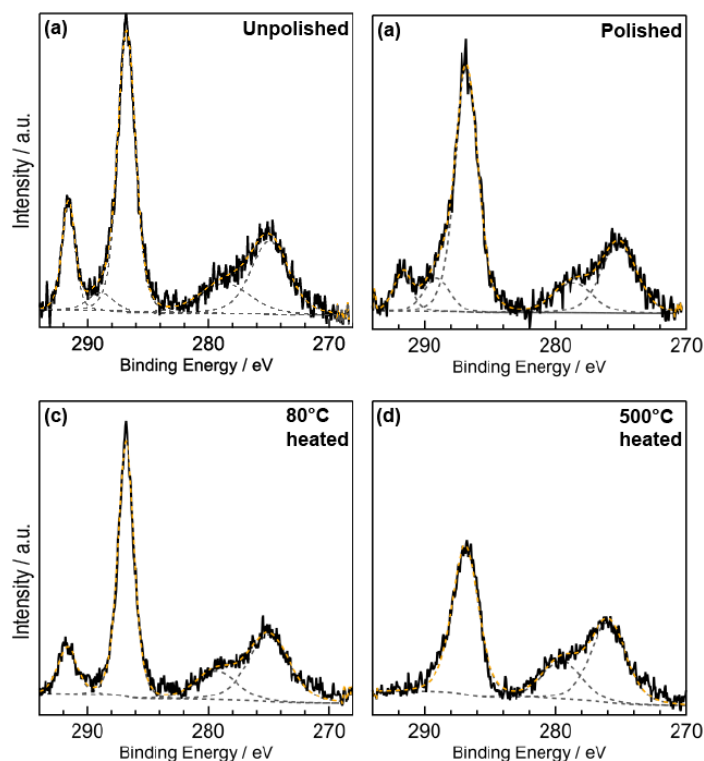 (a) Unpolished
(a) Polished
Intensity / a.u.
290 280 270
Binding Energy / eV
290 280 270
Binding Energy / eV
(c) 80°C
heated
(d) 500°C
heated
Intensity / a.u.
290 280 270
Binding Energy / eV
290 280 270
Binding Energy / eV